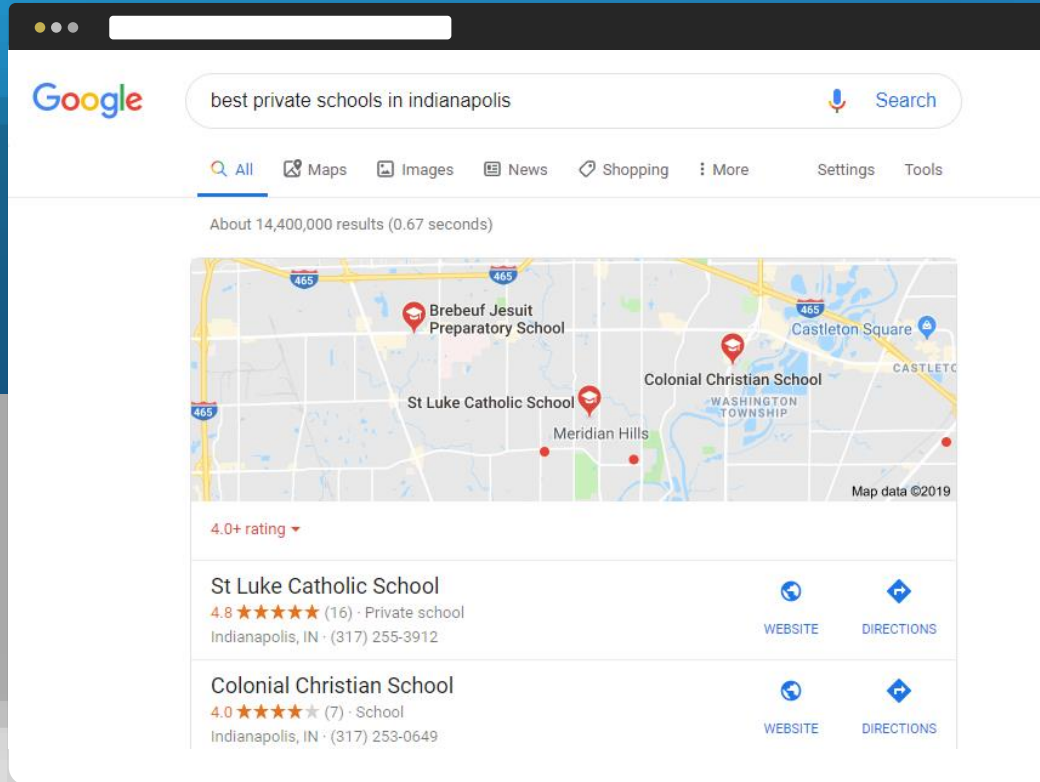 Google
best private schools in indianapolis
Search
All Maps Images News Shopping More Settings Tools
About 14,400,000 results (0.67 seconds)
465
465
Brebeuf Jesuit
Preparatory School
465
Castleton Square
CASTLETO
Colonial Christian School
St Luke Catholic School
WASHINGTON
TOWNSHIP
465
Meridian Hills
Map data ©2019
4.0+ rating
St Luke Catholic School
4.8 ★★★★★ (16) · Private school
Indianapolis, IN · (317) 255-3912
WEBSITE DIRECTIONS
Colonial Christian School
4.0 ★★★★★ (7) · School
Indianapolis, IN · (317) 253-0649
WEBSITE DIRECTIONS